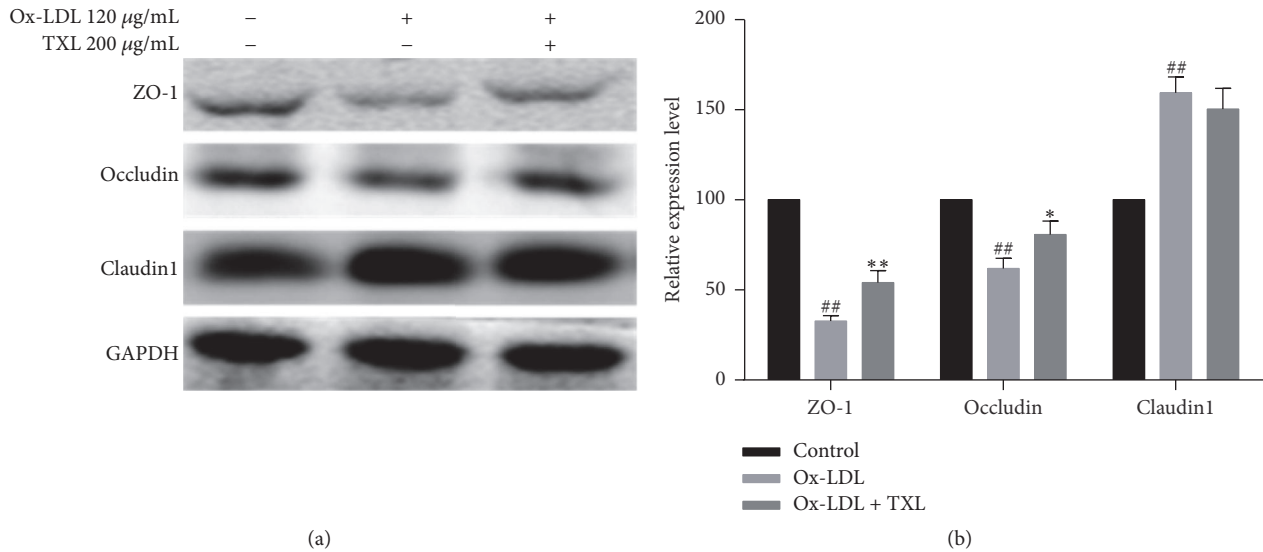 Ox-LDL 120 μg/mL − + +
TXL 200 μg/mL − − +
ZO-1
Occludin
Claudin1
GAPDH
(a)
200
150
100
50
0
Relative expression level
## ** ## * ##
ZO-1 Occludin Claudin1
Control
Ox-LDL
Ox-LDL + TXL
(b)